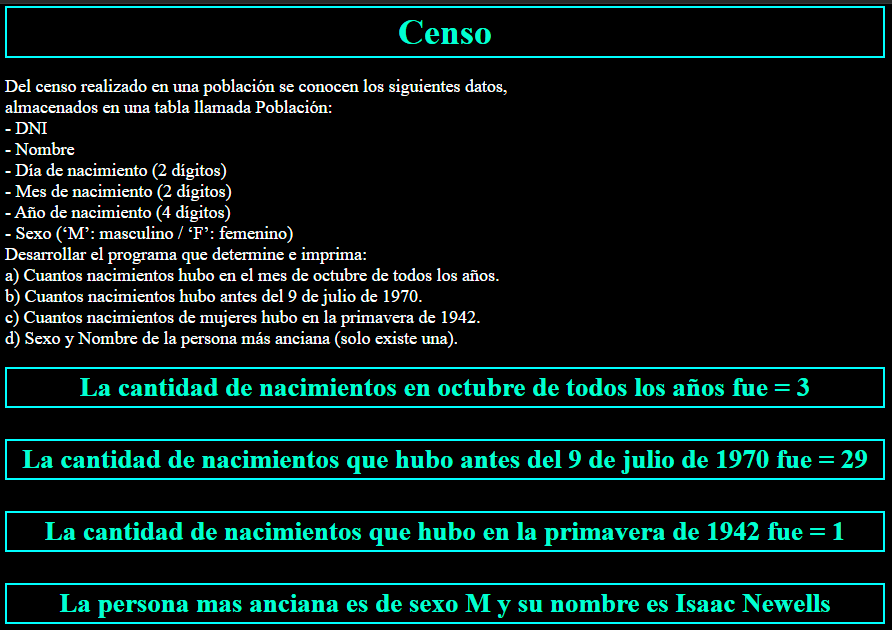 Censo
Del censo realizado en una población se conocen los siguientes datos,
almacenados en una tabla llamada Población:
- DNI
- Nombre
- Día de nacimiento (2 dígitos)
- Mes de nacimiento (2 dígitos)
- Año de nacimiento (4 dígitos)
- Sexo (‘M’: masculino / ‘F’: femenino)
Desarrollar el programa que determine e imprima:
a) Cuantos nacimientos hubo en el mes de octubre de todos los años.
b) Cuantos nacimientos hubo antes del 9 de julio de 1970.
c) Cuantos nacimientos de mujeres hubo en la primavera de 1942.
d) Sexo y Nombre de la persona más anciana (solo existe una).
La cantidad de nacimientos en octubre de todos los años fue = 3
La cantidad de nacimientos que hubo antes del 9 de julio de 1970 fue = 29
La cantidad de nacimientos que hubo en la primavera de 1942 fue = 1
La persona mas anciana es de sexo M y su nombre es Isaac Newells